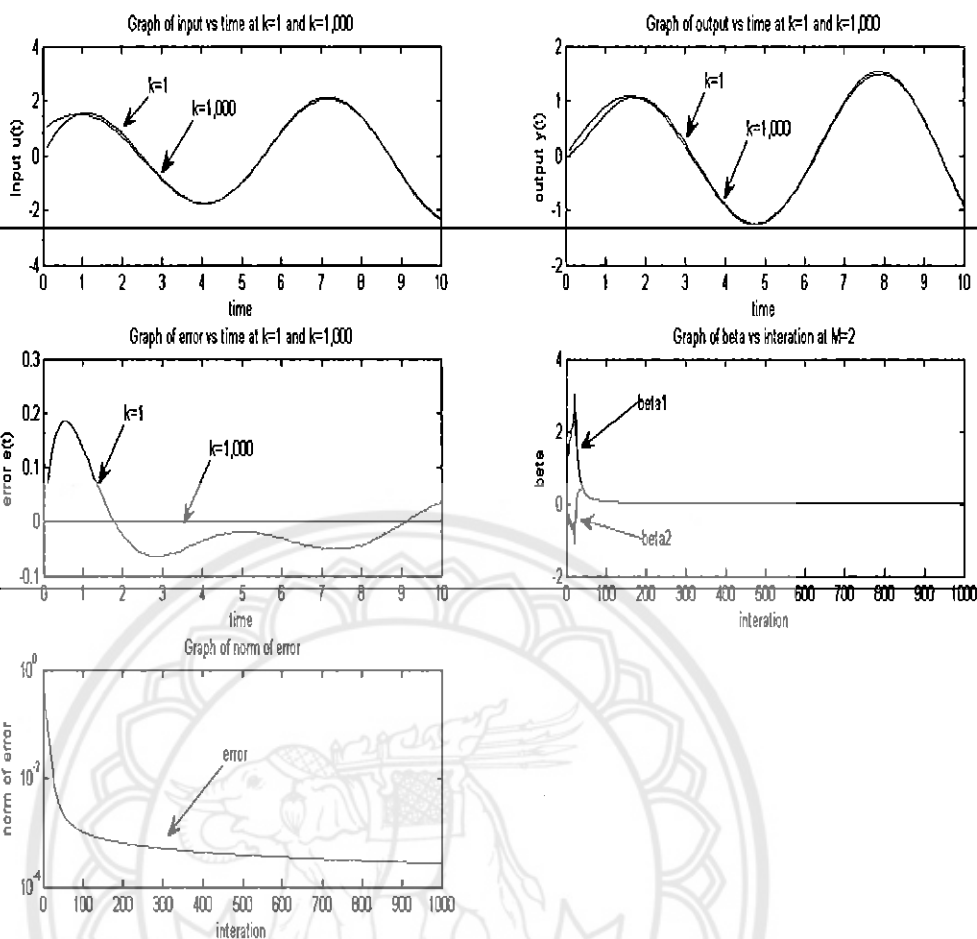 Graph of input vs time at k=1 and k=1,000
4
2
0
-2
-4
Input u(t)
k=1
k=1,000
0 1 2 3 4 5 6 7 8 9 10
time
Graph of output vs time at k=1 and k=1,000
2
1
0
-1
-2
output y(t)
k=1
k=1,000
0 1 2 3 4 5 6 7 8 9 10
time
Graph of error vs time at k=1 and k=1,000
0.3
0.2
0.1
0
-0.1
error e(t)
k=1
k=1,000
0 1 2 3 4 5 6 7 8 9 10
time
Graph of beta vs interation at M=2
4
2
0
-2
beta
beta1
beta2
0 100 200 300 400 500 600 700 800 900 1000
interation
Graph of norm of error
10^0
10^-2
10^-4
norm of error
error
0 100 200 300 400 500 600 700 800 900 1000
interation